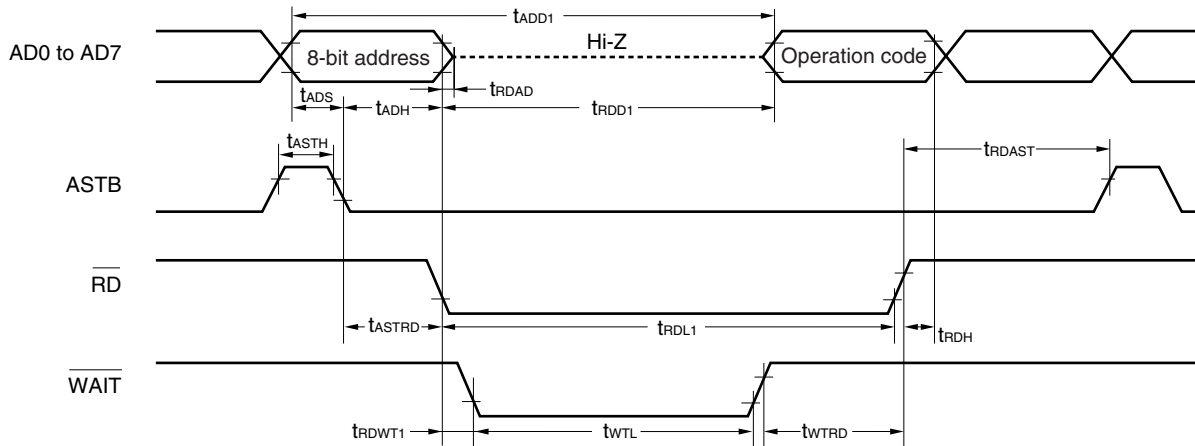 tADD1
AD0 to AD7
8-bit address
Hi-Z
Operation code
tRDAD
tADS
tADH
tRDD1
tASTH
tRDAST
ASTB
RD
tASTRD
tRDL1
tRDH
WAIT
tRDWT1
tWTL
tWTRD